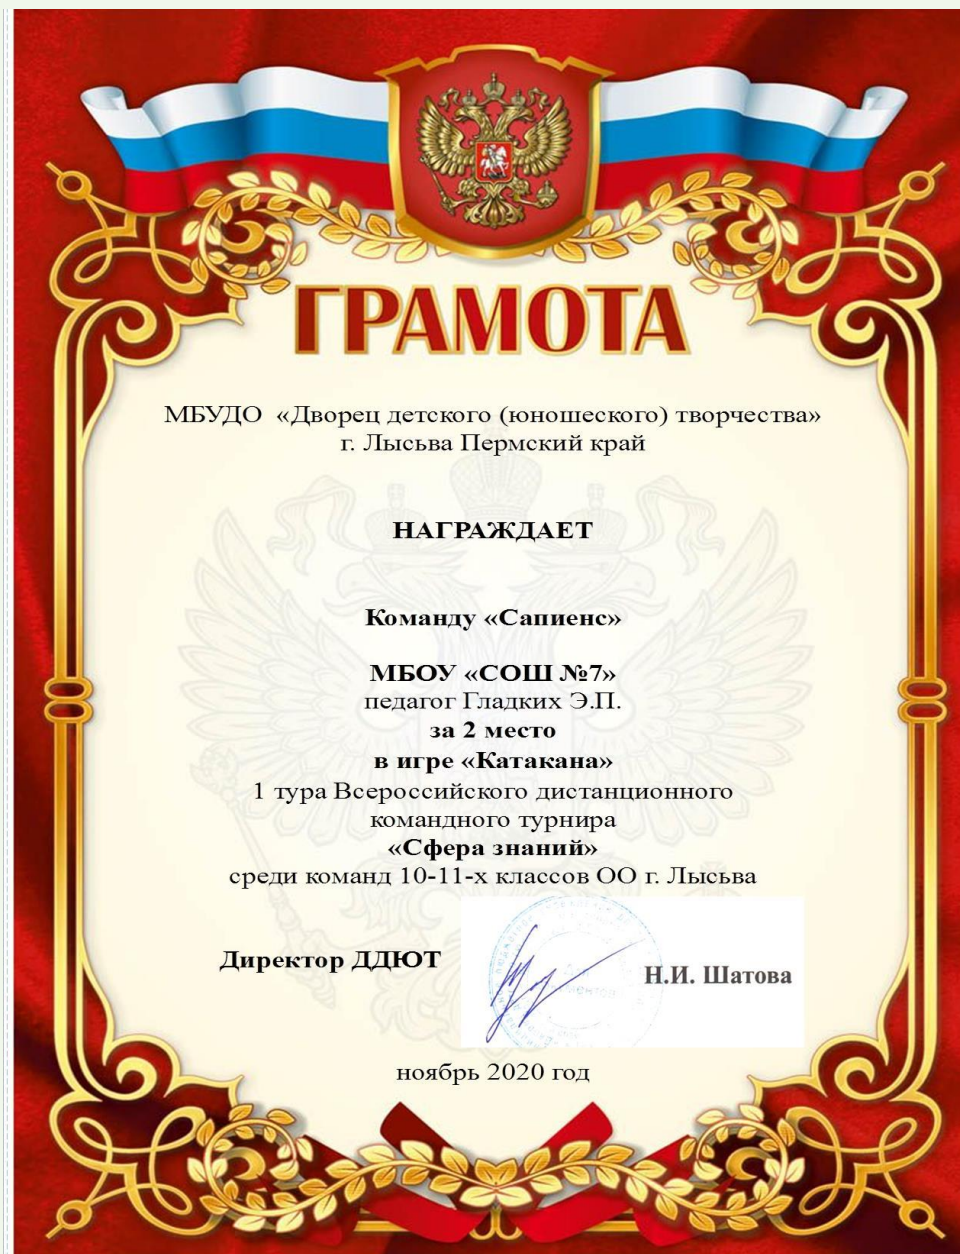 ГРАМОТА
МБУДО «Дворец детского (юношеского) творчества»
г. Лысьва Пермский край
НАГРАЖДАЕТ
Команду «Сапиенс»
МБОУ «СОШ №7»
педагог Гладких Э.П.
за 2 место
в игре «Катакана»
1 тура Всероссийского дистанционного
командного турнира
«Сфера знаний»
среди команд 10-11-х классов ОО г. Лысьва
Директор ДДЮТ
Н.И. Шатова
ноябрь 2020 год